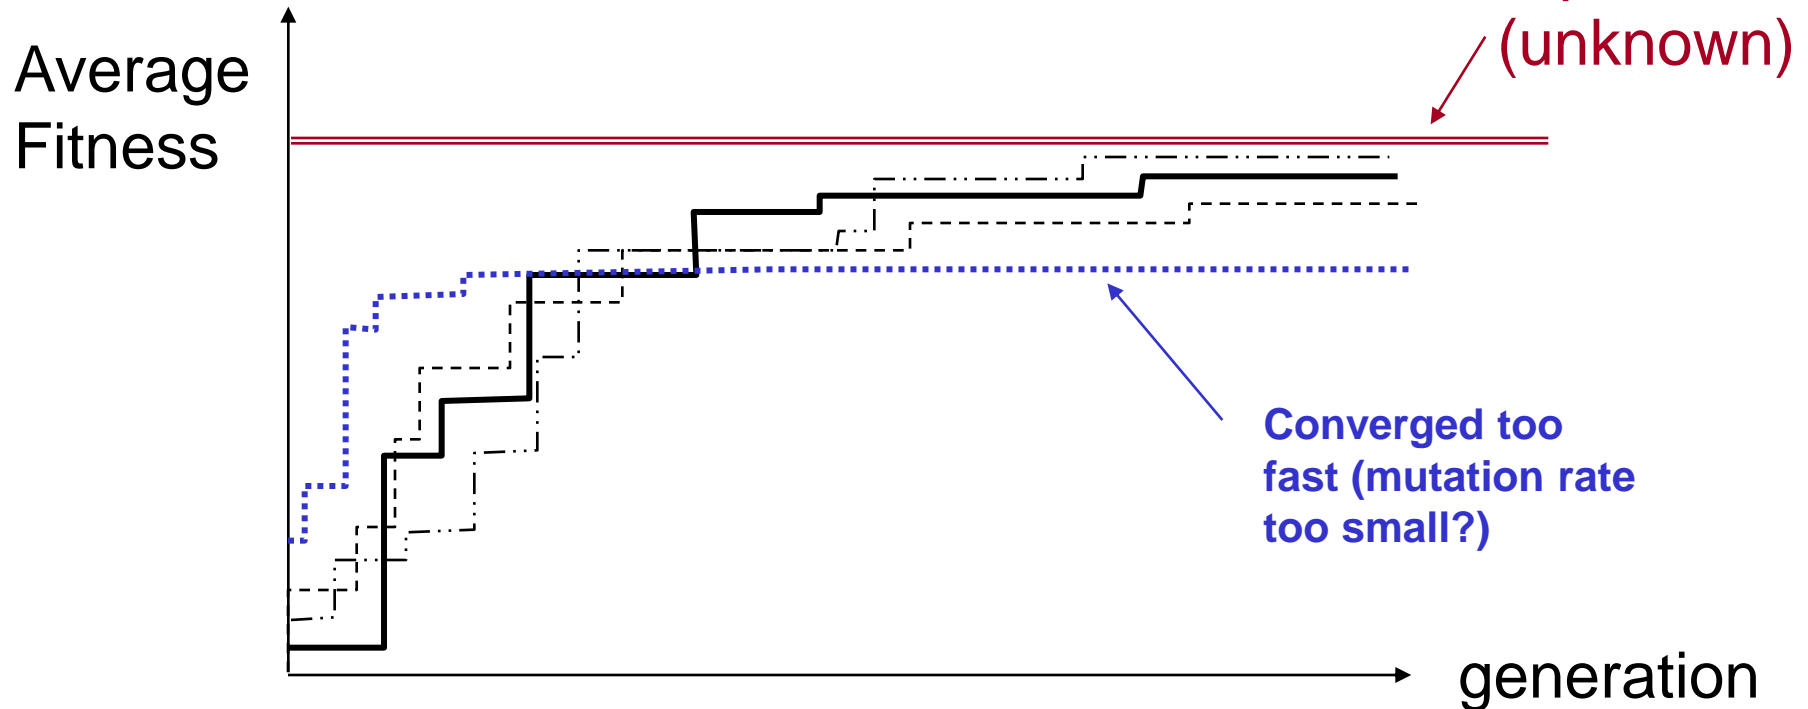 Average
Fitness
(unknown)
Converged too
fast (mutation rate
too small?)
generation